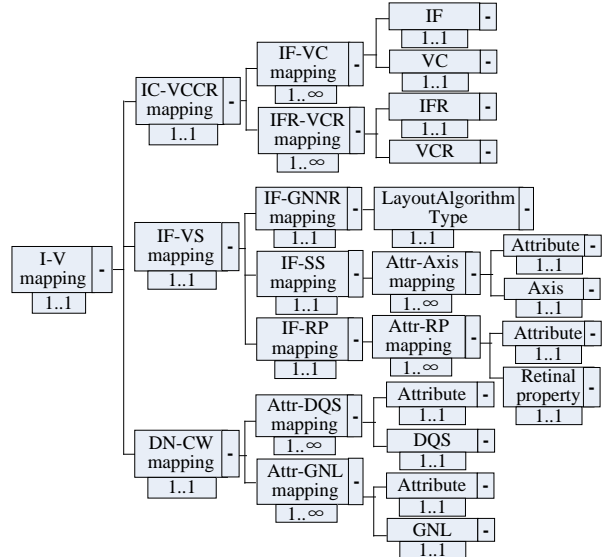 IF -
1..1
IF-VC -
mapping
1..∞
VC -
1..1
IC-VCCR -
mapping
1..1
IFR-VCR -
mapping
1..∞
IFR -
1..1
VCR -
IF-GNNR -
mapping
1..1
LayoutAlgorithm -
Type
1..1
I-V -
mapping
1..1
IF-VS -
mapping
1..1
IF-SS -
mapping
1..1
Attr-Axis -
mapping
1..∞
Attribute -
1..1
Axis -
1..1
IF-RP -
mapping
1..1
Attr-RP -
mapping
1..∞
Attribute -
1..1
Retinal -
property
1..1
DN-CW -
mapping
1..1
Attr-DQS -
mapping
1..∞
Attribute -
1..1
DQS -
1..1
Attr-GNL -
mapping
1..∞
Attribute -
1..1
GNL -
1..1